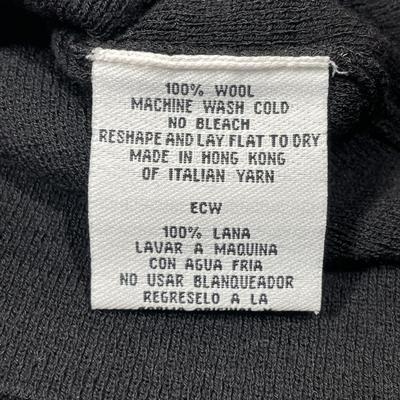 100% WOOL
MACHINE WASH COLD
NO BLEACH
RESHAPE AND LAY FLAT TO DRY
MADE IN HONG KONG
OF ITALIAN YARN
ECW
100% LANA
LAVAR A MAQUINA
CON AGUA FRIA
NO USAR BLANQUEADOR
REGRESELO A LA